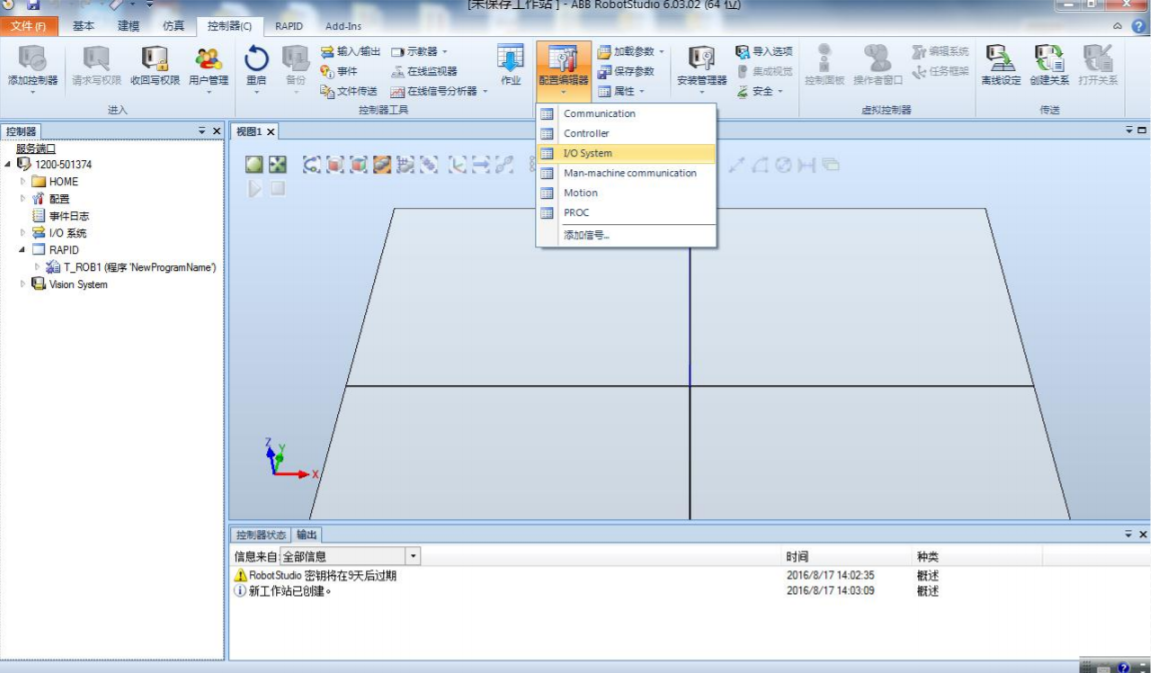 [未保存工作站] - ABB RobotStudio 6.03.02 (64 位)
文件(F) 基本 建模 仿真 控制器(C) RAPID Add-Ins
添加控制器 请求写权限 收回写权限 用户管理
进入
重启 备份 输入/输出 事件 文件传送 示教器 在线监视器 在线信号分析器 作业 配置编辑器 加载参数 保存参数 属性
控制器工具
安装管理器 导入选项 集成视觉 安全
控制面板 操作者窗口 编辑系统 任务框架
虚拟控制器
离线设定 创建关系 打开关系
传送
Communication
Controller
I/O System
Man-machine communication
Motion
PROC
添加信号...
控制器
服务端口
1200-501374
HOME
配置
事件日志
I/O 系统
RAPID
T_ROB1 (程序 'NewProgramName')
Vision System
视图1
Z
Y
X
控制器状态 输出
信息来自: 全部信息 时间 种类
RobotStudio 密钥将在9天后过期 2016/8/17 14:02:35 概述
新工作站已创建。 2016/8/17 14:03:09 概述